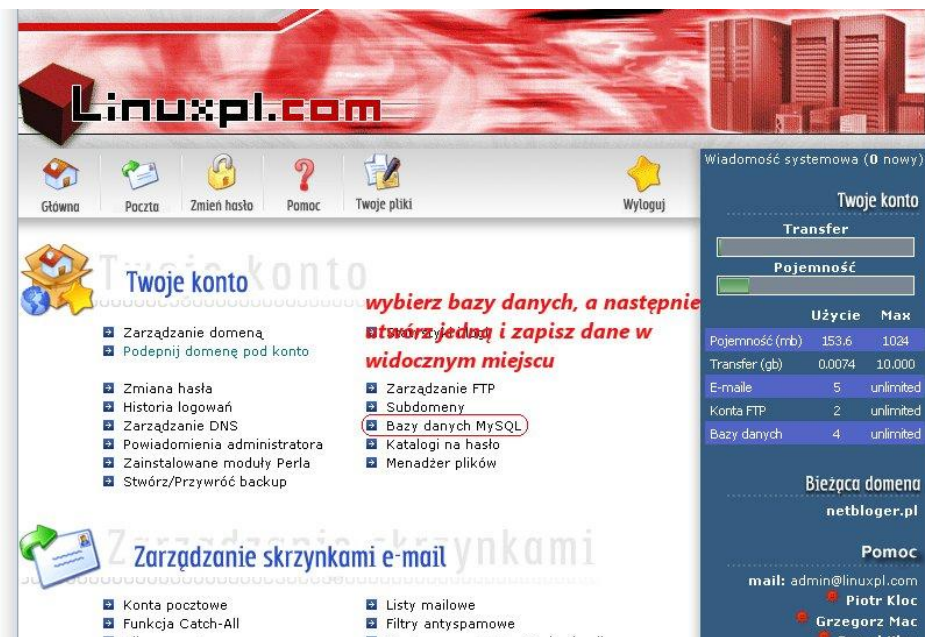 Linuxpl.com
Główna
Poczta
Zmień hasło
Pomoc
Twoje pliki
Wyloguj
Wiadomość systemowa (0 nowy)
Twoje konto
Transfer
Pojemność
Użycie Max
Pojemność (mb) 153.6 1024
Transfer (gb) 0.0074 10.000
E-maile 5 unlimited
Konta FTP 2 unlimited
Bazy danych 4 unlimited
Bieżąca domena
netbloger.pl
Pomoc
mail: admin@linuxpl.com
Piotr Kloc
Grzegorz Mac
Twoje konto
Twoje konto
wybierz bazy danych, a następnie
utwórz jedną i zapisz dane w
widocznym miejscu
Zarządzanie domeną
Podepnij domenę pod konto
Zmiana hasła
Historia logowań
Zarządzanie DNS
Powiadomienia administratora
Zainstalowane moduły Perla
Stwórz/Przywróć backup
Zarządzanie FTP
Subdomeny
Bazy danych MySQL
Katalogi na hasło
Menadżer plików
Zarządzanie skrzynkami e-mail
Konta pocztowe
Funkcja Catch-All
Listy mailowe
Filtry antyspamowe